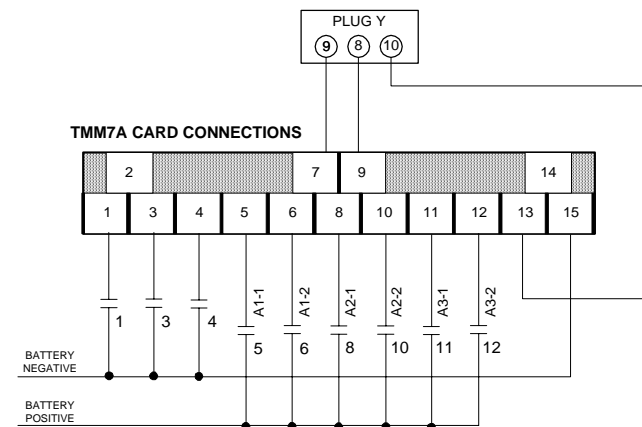 PLUG Y
9 8 10
TMM7A CARD CONNECTIONS
2 7 9 14
1 3 4 5 6 8 10 11 12 13 15
A1-1 A1-2 A2-1 A2-2 A3-1 A3-2
1 3 4 5 6 8 10 11 12
BATTERY
NEGATIVE
BATTERY
POSITIVE